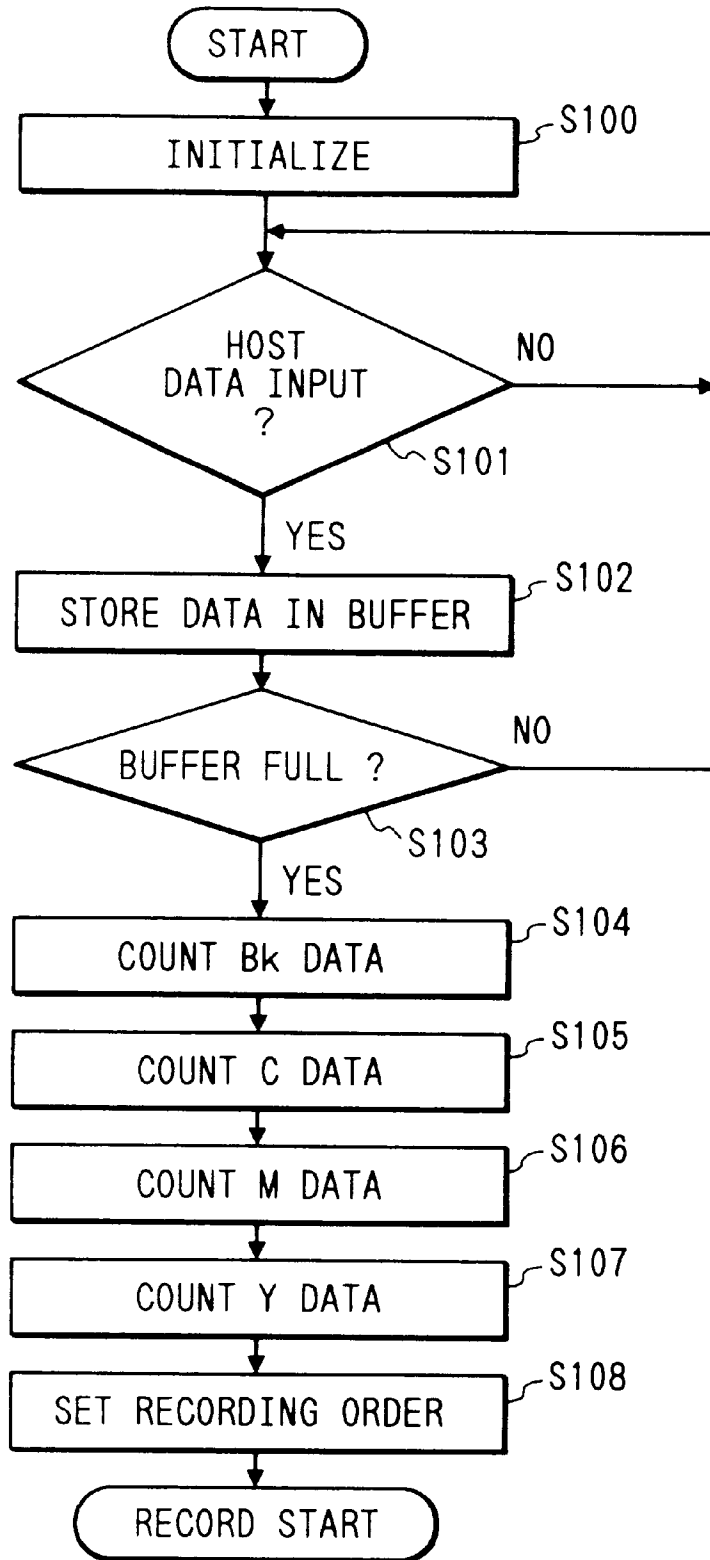 START
INITIALIZE
S100
HOST
DATA INPUT
?
NO
S101
YES
STORE DATA IN BUFFER
S102
BUFFER FULL ?
NO
S103
YES
COUNT Bk DATA
S104
COUNT C DATA
S105
COUNT M DATA
S106
COUNT Y DATA
S107
SET RECORDING ORDER
S108
RECORD START